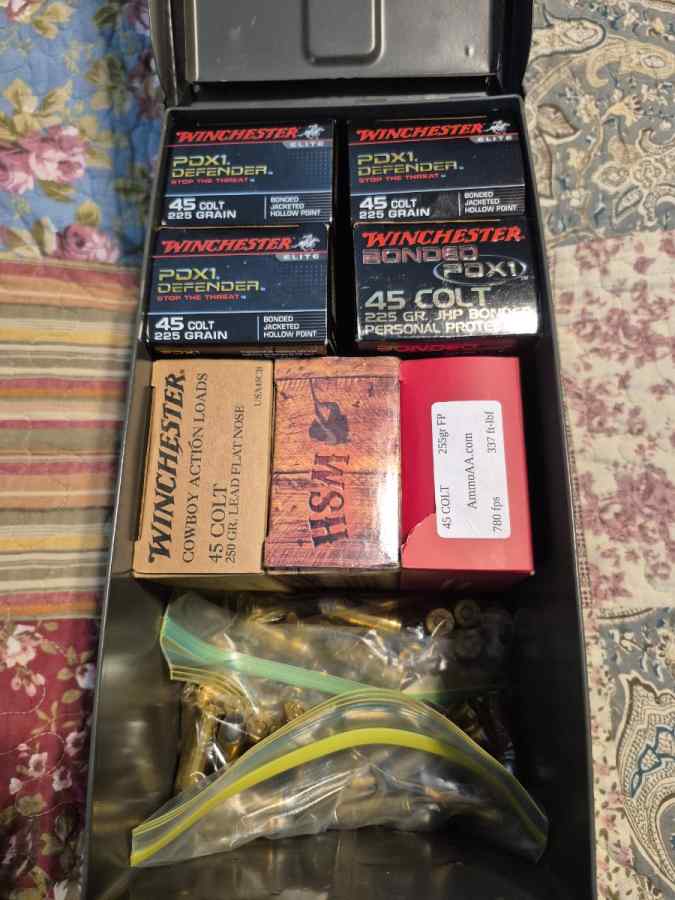 WINCHESTER
ELITE
PDX1
DEFENDER
STOP THE THREAT
45 COLT
225 GRAIN
BONDED
JACKETED
HOLLOW POINT
WINCHESTER
ELITE
PDX1
DEFENDER
STOP THE THREAT
45 COLT
225 GRAIN
BONDED
JACKETED
HOLLOW POINT
WINCHESTER
ELITE
PDX1
DEFENDER
STOP THE THREAT
45 COLT
225 GRAIN
BONDED
JACKETED
HOLLOW POINT
WINCHESTER
BONDED
PDX1
45 COLT
225 GR. JHP BONDED
PERSONAL
BONDED
WINCHESTER
COWBOY ACTION LOADS
45 COLT
250 GR. LEAD FLAT NOSE
USA45CB
HSM
45 COLT 255gr FP
AmmoAA.com
780 fps 337 ft-lbf